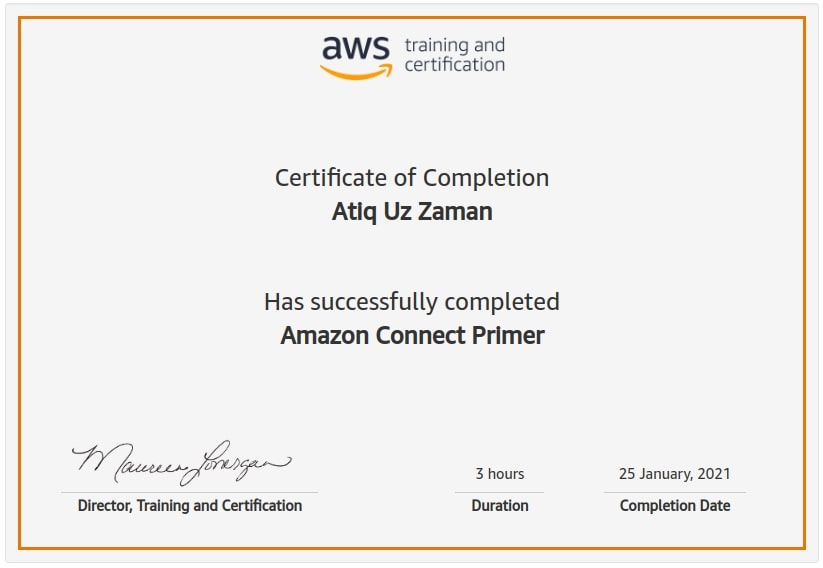 aws training and
certification
Certificate of Completion
Atiq Uz Zaman
Has successfully completed
Amazon Connect Primer
Maureen Lonergan
3 hours
25 January, 2021
Director, Training and Certification
Duration
Completion Date